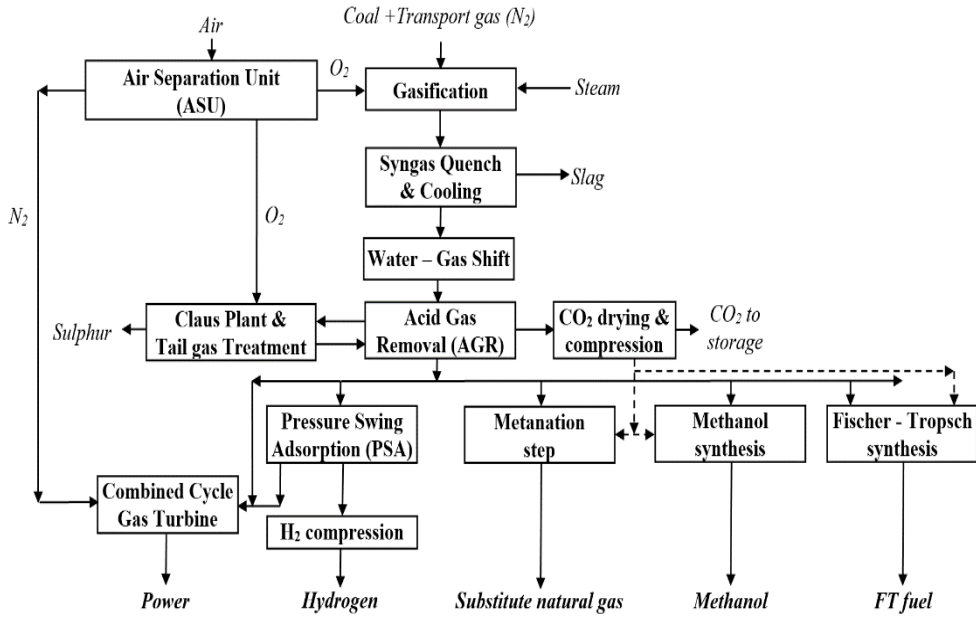 Coal +Transport gas (N₂)
Air
Air Separation Unit
(ASU)
O₂
Gasification
Steam
Syngas Quench
& Cooling
Slag
N₂
O₂
Water – Gas Shift
Sulphur
Claus Plant &
Tail gas Treatment
Acid Gas
Removal (AGR)
CO₂ drying &
compression
CO₂ to
storage
Pressure Swing
Adsorption (PSA)
Metanation
step
Methanol
synthesis
Fischer - Tropsch
synthesis
Combined Cycle
Gas Turbine
H₂ compression
Power
Hydrogen
Substitute natural gas
Methanol
FT fuel